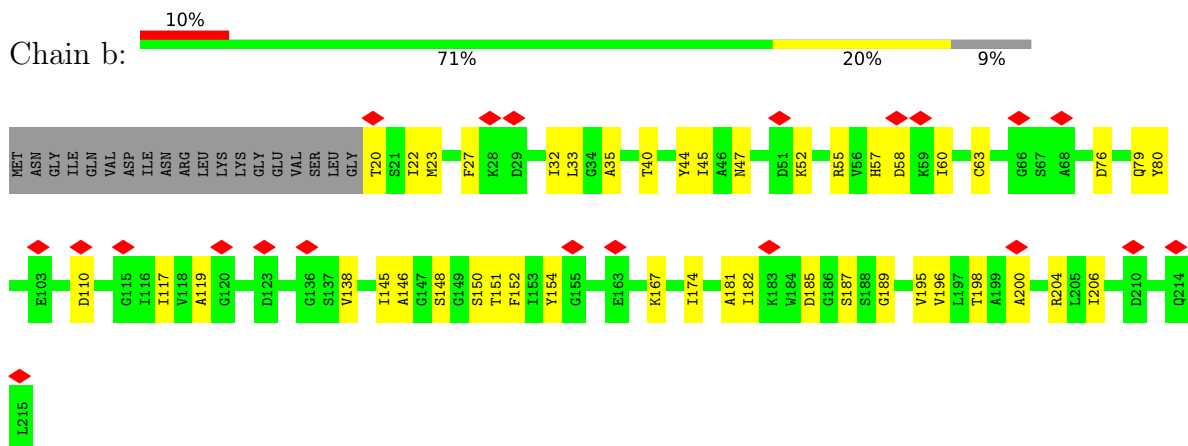 10%
Chain b:
71% 20% 9%
MET ASN GLY ILE GLN VAL ASP ILE ASN ARG LEU LYS LYS GLY GLU VAL SER LEU GLY T20 S21 I22 M23 F27 K28 D29 I32 L33 G34 A35 T40 Y44 I45 A46 N47 D51 K52 R55 V56 H57 D58 K59 I60 C63 G66 S67 A68 D76 Q79 Y80
E103 D110 G115 I116 I117 V118 A119 G120 D123 G136 S137 V138 I145 A146 G147 S148 G149 S150 T151 F152 I153 Y154 G155 E163 K167 I174 A181 I182 K183 W184 D185 G186 S187 S188 G189 V195 V196 L197 T198 A199 A200 R204 L205 I206 D210 Q214
L215